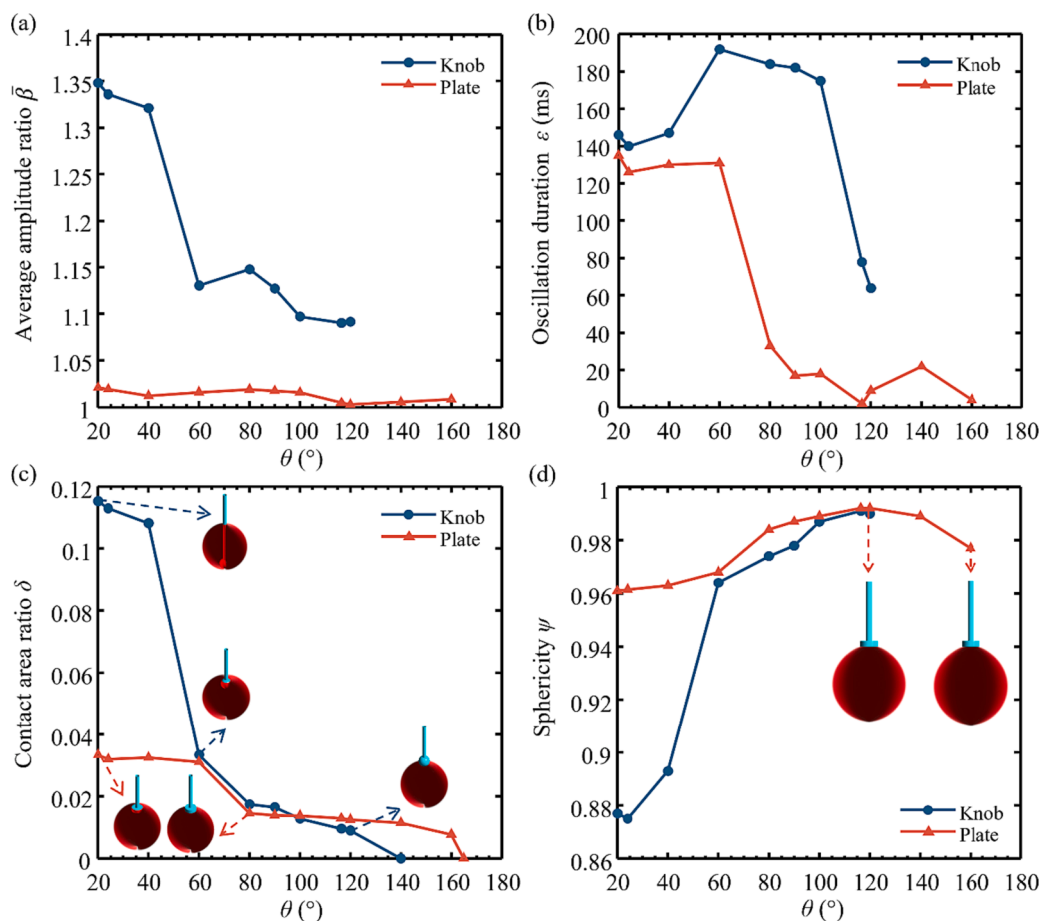 (a)
1.4
1.35
1.3
1.25
1.2
1.15
1.1
1.05
1
Average amplitude ratio β̄
Knob
Plate
20 40 60 80 100 120 140 160 180
θ (°)
(b)
200
180
160
140
120
100
80
60
40
20
0
Oscillation duration ε (ms)
Knob
Plate
20 40 60 80 100 120 140 160 180
θ (°)
(c)
0.12
0.1
0.08
0.06
0.04
0.02
0
Contact area ratio δ
Knob
Plate
20 40 60 80 100 120 140 160 180
θ (°)
(d)
1
0.98
0.96
0.94
0.92
0.9
0.88
0.86
Sphericity ψ
Knob
Plate
20 40 60 80 100 120 140 160 180
θ (°)